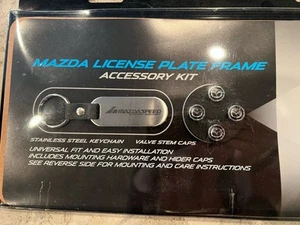 MAZDA LICENSE PLATE FRAME
ACCESSORY KIT
MAZDASPEED
STAINLESS STEEL KEYCHAIN VALVE STEM CAPS
UNIVERSAL FIT AND EASY INSTALLATION
INCLUDES MOUNTING HARDWARE AND HIDER CAPS
SEE REVERSE SIDE FOR MOUNTING AND CARE INSTRUCTIONS